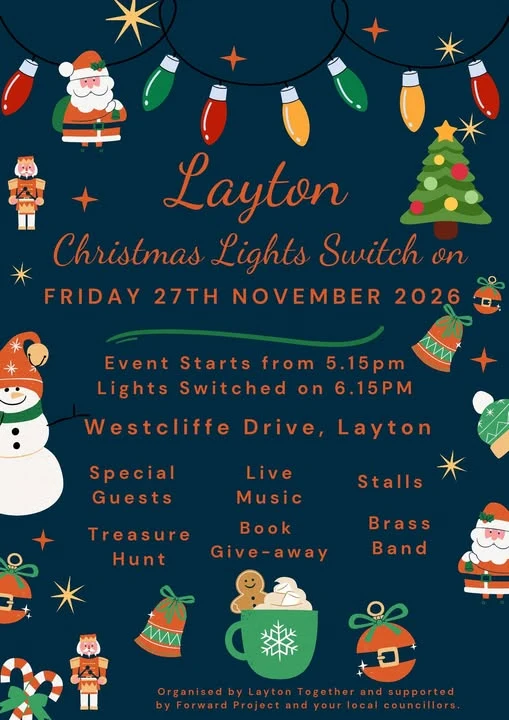 Layton
Christmas Lights Switch on
FRIDAY 27TH NOVEMBER 2026
Event Starts from 5.15pm
Lights Switched on 6.15PM
Westcliffe Drive, Layton
Special
Guests
Live
Music
Stalls
Treasure
Hunt
Book
Give-away
Brass
Band
Organised by Layton Together and supported
by Forward Project and your local councillors.